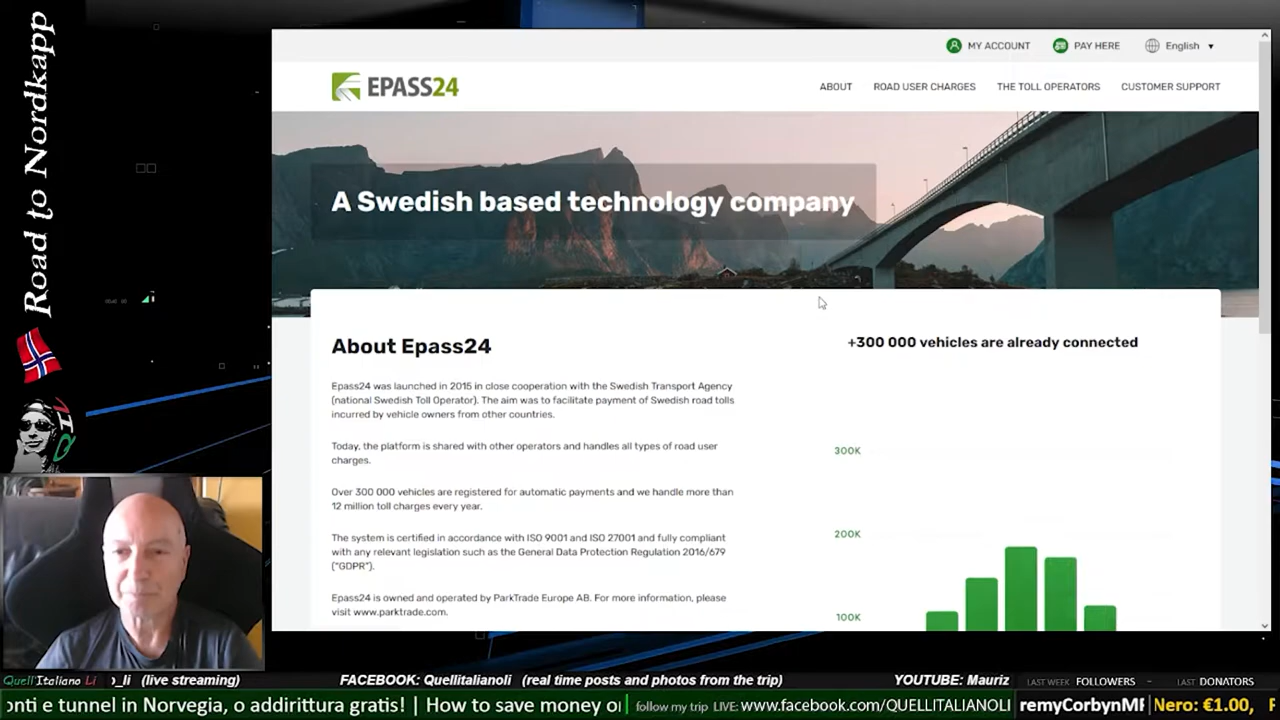 Road to Nordkapp
MY ACCOUNT
PAY HERE
English
EPASS24
ABOUT
ROAD USER CHARGES
THE TOLL OPERATORS
CUSTOMER SUPPORT
A Swedish based technology company
About Epass24
Epass24 was launched in 2015 in close cooperation with the Swedish Transport Agency
(national Swedish Toll Operator). The aim was to facilitate payment of Swedish road tolls
incurred by vehicle owners from other countries.
Today, the platform is shared with other operators and handles all types of road user
charges.
Over 300 000 vehicles are registered for automatic payments and we handle more than
12 million toll charges every year.
The system is certified in accordance with ISO 9001 and ISO 27001 and fully compliant
with any relevant legislation such as the General Data Protection Regulation 2016/679
("GDPR").
Epass24 is owned and operated by ParkTrade Europe AB. For more information, please
visit www.parktrade.com.
+300 000 vehicles are already connected
300K
200K
100K
QIL
Quell'Italiano Li
_li (live streaming)
FACEBOOK: Quellitalianoli (real time posts and photos from the trip)
YOUTUBE: Mauriz
LAST WEEK FOLLOWERS -
LAST DONATORS
onti e tunnel in Norvegia, o addirittura gratis! | How to save money o
follow my trip LIVE: www.facebook.com/QUELLITALIANOLI
remyCorbynMP
Nero: €1.00,